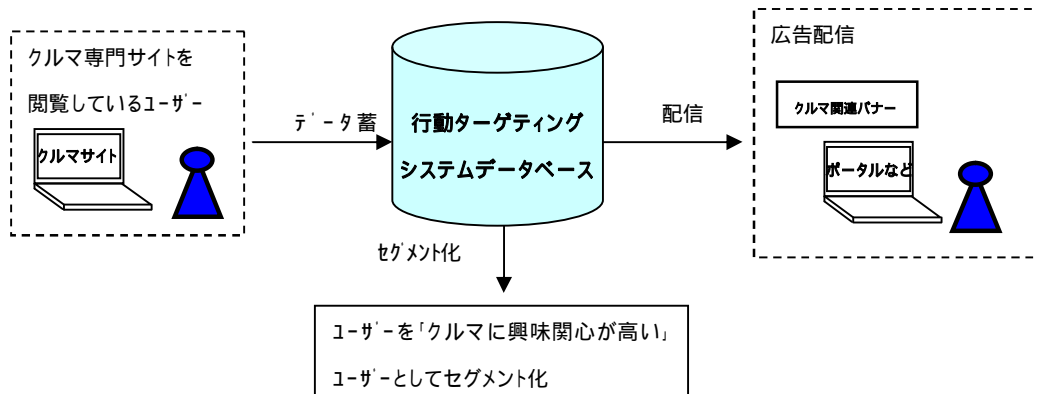 クルマ専門サイトを
閲覧しているﾕｰｻﾞｰ
クルマサイト
ﾃﾞｰﾀ蓄
行動ターゲティング
システムデータベース
配信
広告配信
クルマ関連バナー
ポータルなど
ｾｸﾞﾒﾝﾄ化
ﾕｰｻﾞｰを「クルマに興味関心が高い」
ﾕｰｻﾞｰとしてセグメント化